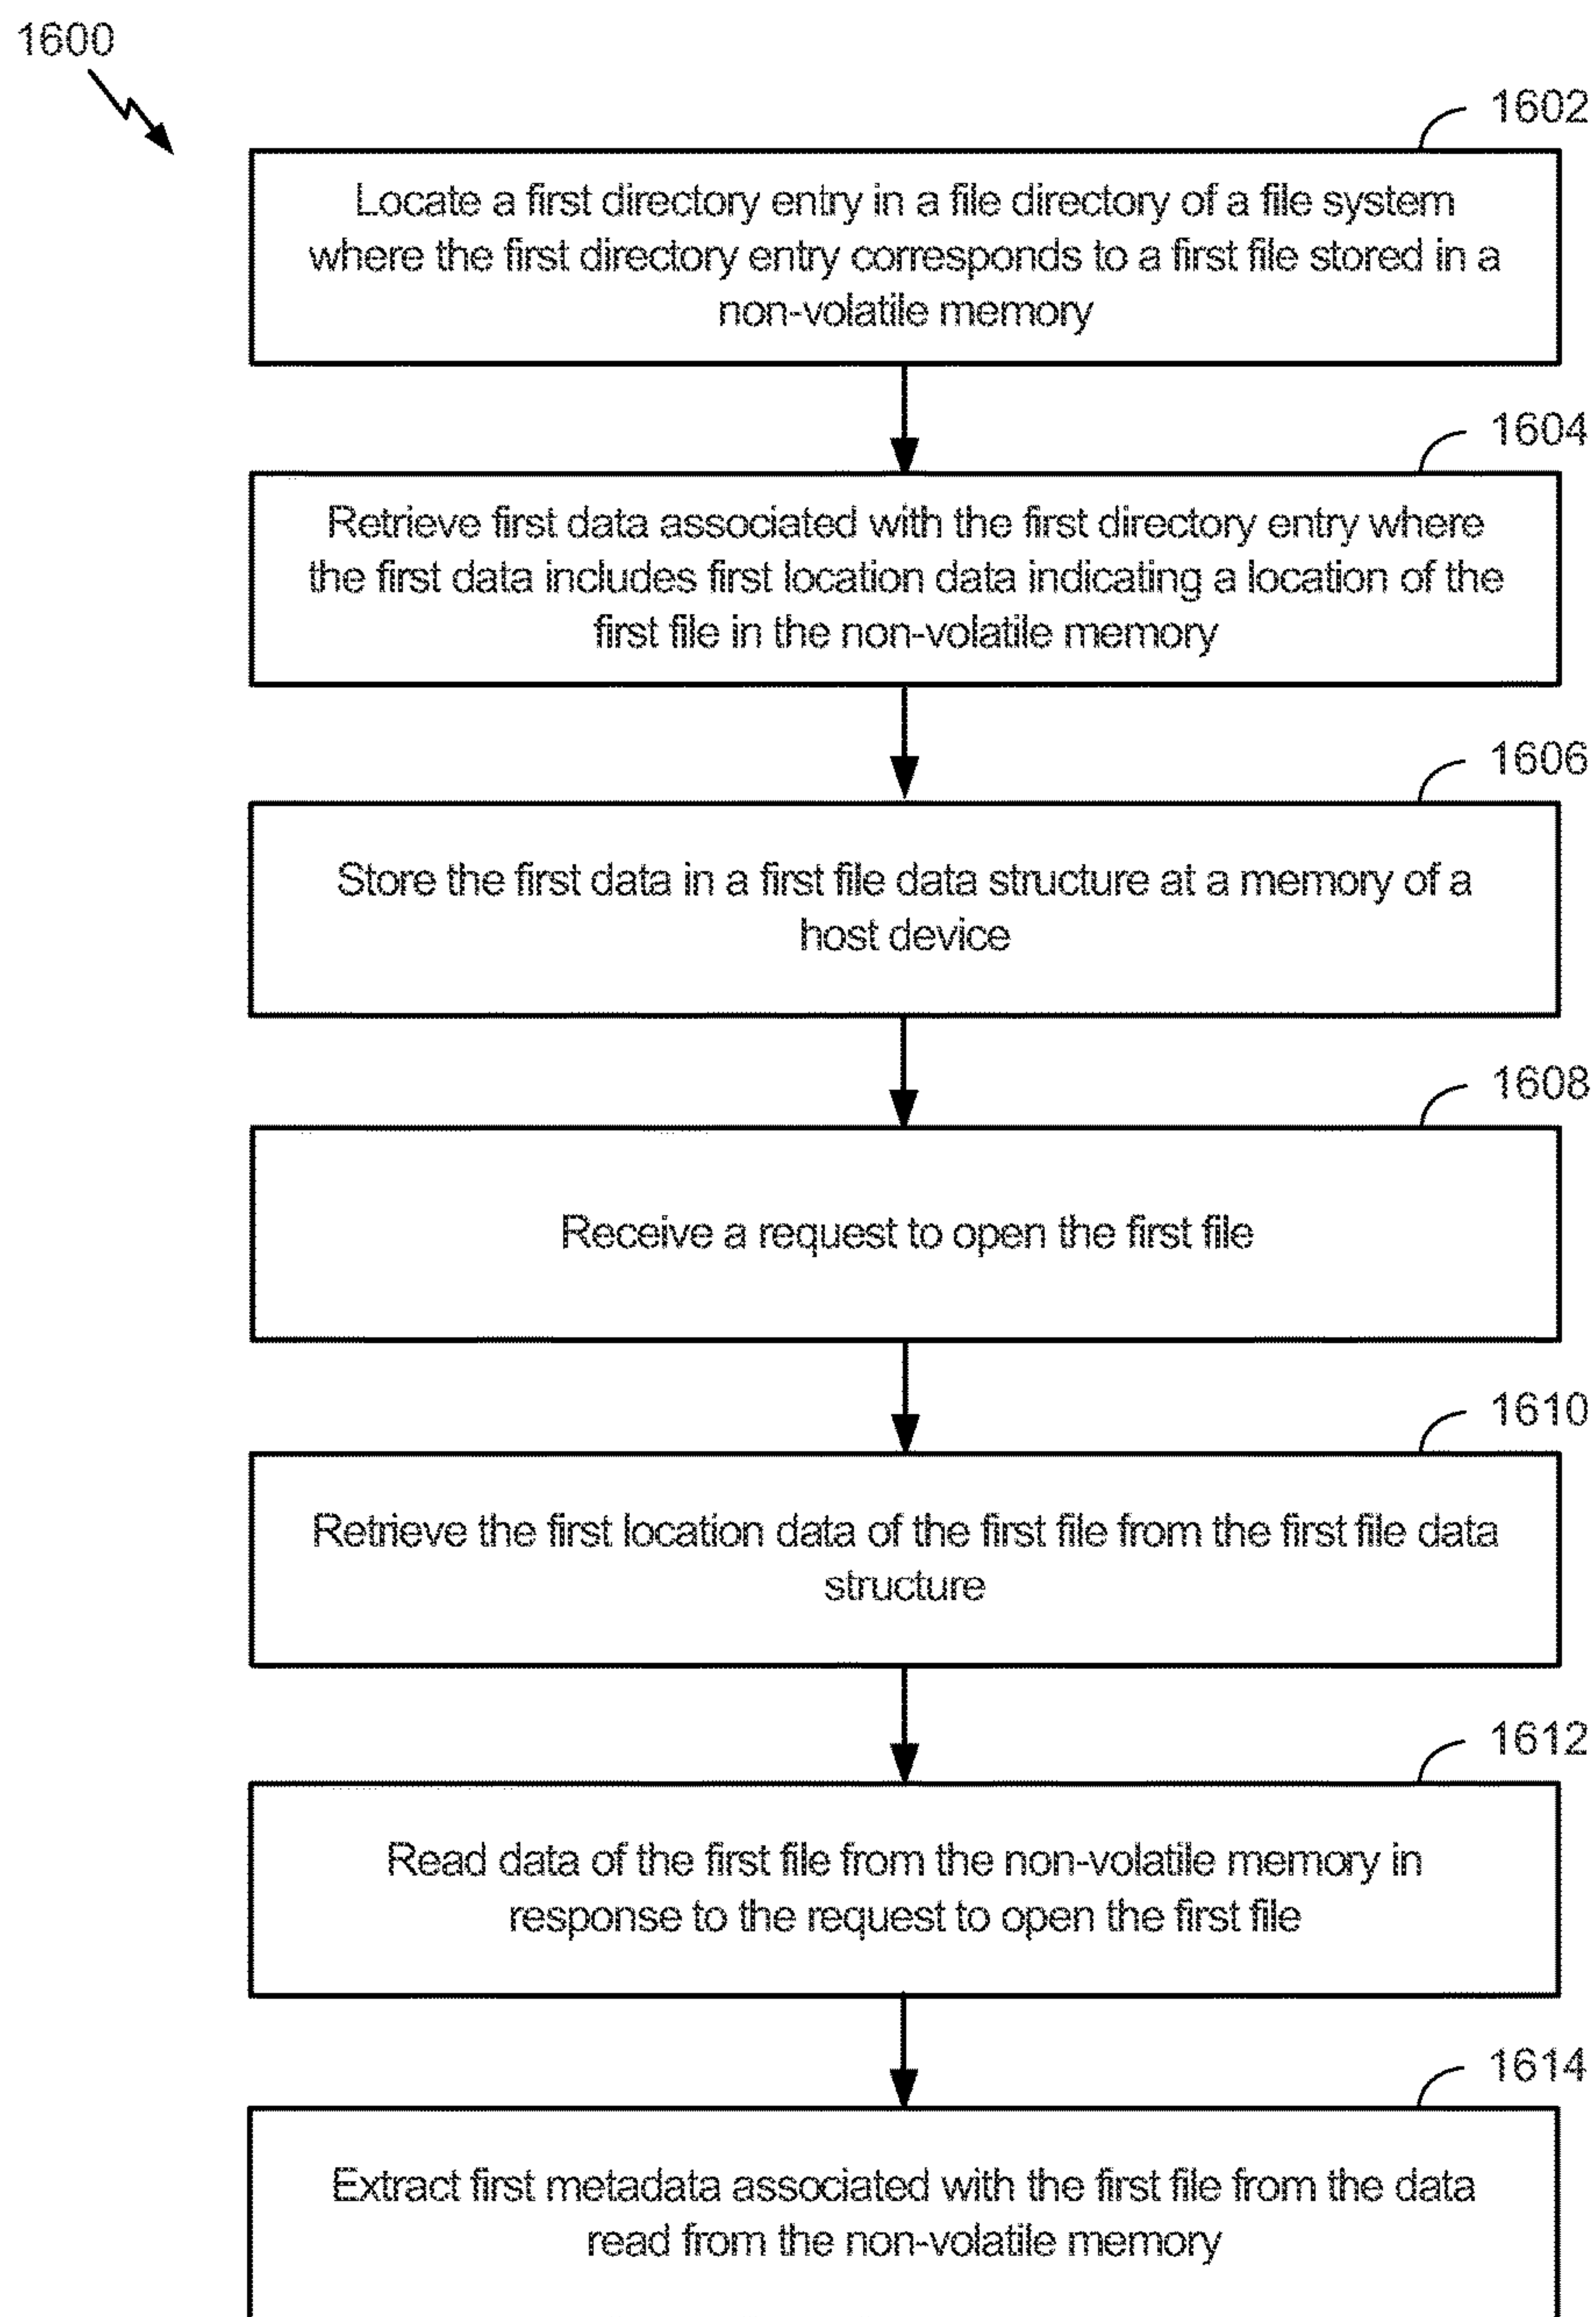 1600
1602
Locate a first directory entry in a file directory of a file system
where the first directory entry corresponds to a first file stored in a
non-volatile memory
1604
Retrieve first data associated with the first directory entry where
the first data includes first location data indicating a location of the
first file in the non-volatile memory
1606
Store the first data in a first file data structure at a memory of a
host device
1608
Receive a request to open the first file
1610
Retrieve the first location data of the first file from the first file data
structure
1612
Read data of the first file from the non-volatile memory in
response to the request to open the first file
1614
Extract first metadata associated with the first file from the data
read from the non-volatile memory